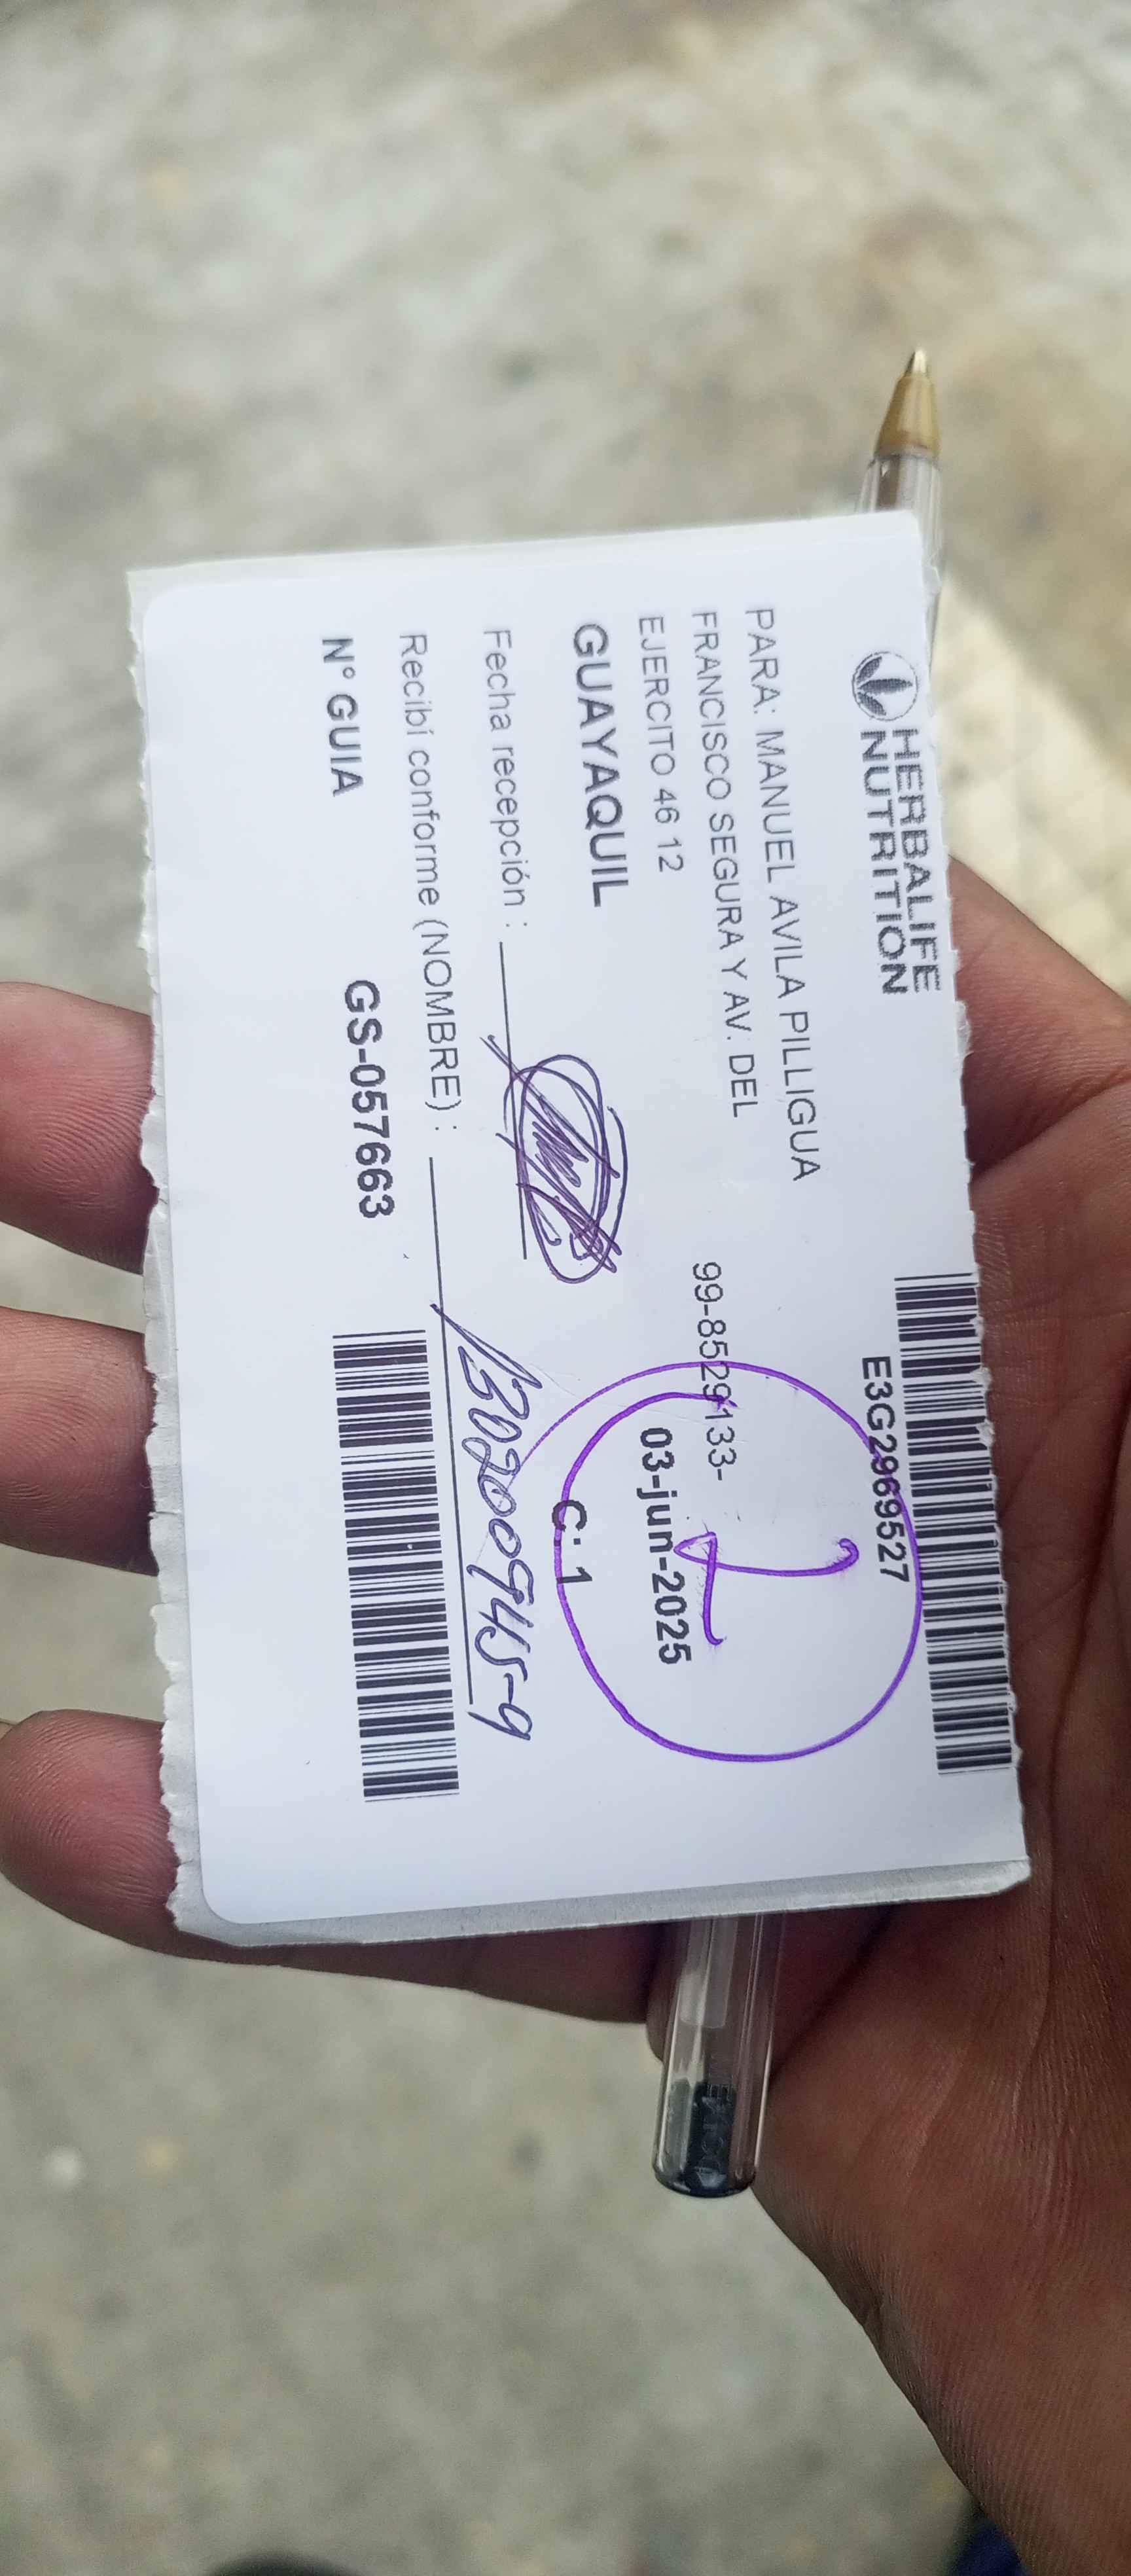 HERBALIFE
NUTRITION
E3G2969527
PARA: MANUEL AVILA PILLIGUA
FRANCISCO SEGURA Y AV. DEL 99-8529133-
EJERCITO 46 12 03-jun-2025
GUAYAQUIL C: 1
Fecha recepción :
Recibí conforme (NOMBRE) :
N° GUIA GS-057663